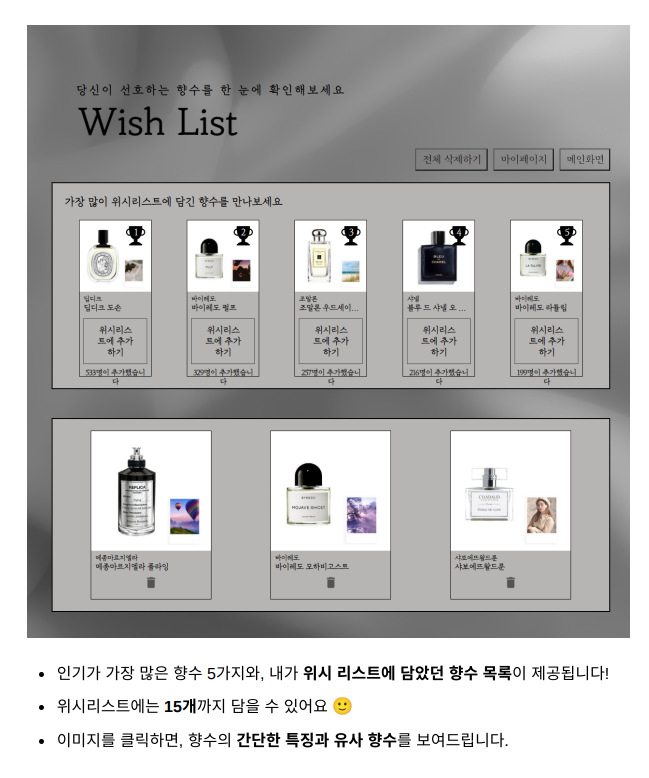 당신이 선호하는 향수를 한 눈에 확인해보세요
Wish List
전체 삭제하기 마이페이지 메인화면
가장 많이 위시리스트에 담긴 향수를 만나보세요
1 2 3 4 5
딥디크 바이레도 조말론 샤넬 바이레도
딥디크 도손 바이레도 펄프 조말론 우드세이... 블루 드 샤넬 오 ... 바이레도 라튤립
위시리스 위시리스 위시리스 위시리스 위시리스
트에 추가 트에 추가 트에 추가 트에 추가 트에 추가
하기 하기 하기 하기 하기
533명이 추가했습니 329명이 추가했습니 257명이 추가했습니 216명이 추가했습니 199명이 추가했습니
다 다 다 다 다
REPLICA
BYREDO
MOJAVE GHOST
메종마르지엘라 바이레도 샤보에뜨왈드룬
메종마르지엘라 플라잉 바이레도 모하비고스트 샤보에뜨왈드룬
인기가 가장 많은 향수 5가지와, 내가 위시 리스트에 담았던 향수 목록이 제공됩니다!
위시리스트에는 15개까지 담을 수 있어요 🙂
이미지를 클릭하면, 향수의 간단한 특징과 유사 향수를 보여드립니다.